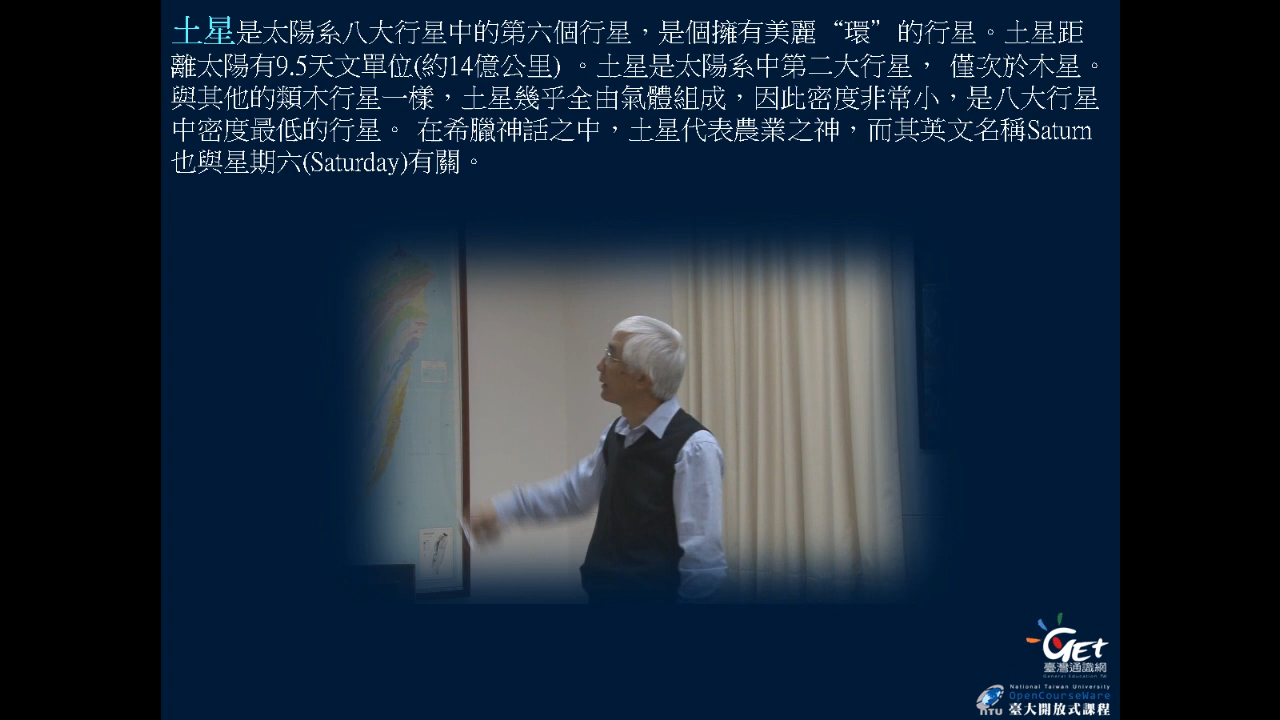 土星是太陽系八大行星中的第六個行星，是個擁有美麗“環”的行星。土星距
離太陽有9.5天文單位(約14億公里) 。土星是太陽系中第二大行星， 僅次於木星。
與其他的類木行星一樣，土星幾乎全由氣體組成，因此密度非常小，是八大行星
中密度最低的行星。 在希臘神話之中，土星代表農業之神，而其英文名稱Saturn
也與星期六(Saturday)有關。
GET
臺灣通識網
General Education TW
National Taiwan University
OpenCourseWare
NTU 臺大開放式課程